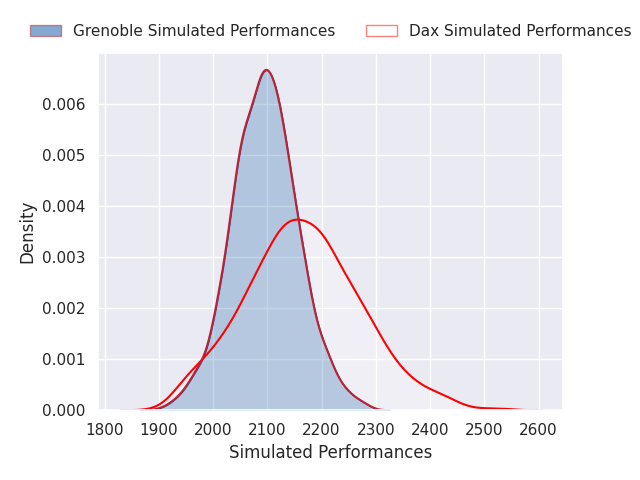 Grenoble Simulated Performances Dax Simulated Performances
0.006
0.005
0.004
0.003
0.002
0.001
0.000
Density
1800 1900 2000 2100 2200 2300 2400 2500 2600
Simulated Performances